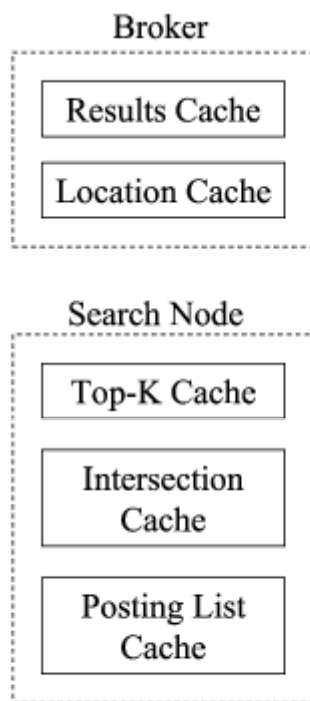 Broker
Results Cache
Location Cache
Search Node
Top-K Cache
Intersection
Cache
Posting List
Cache